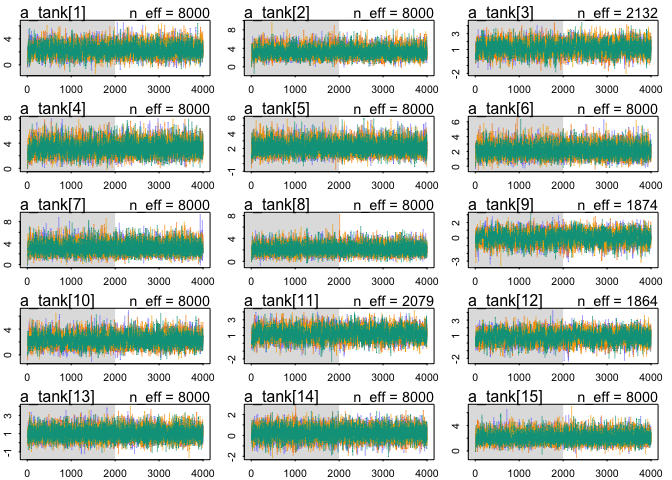 a_tank[1] n_eff = 8000 a_tank[2] n_eff = 8000 a_tank[3] n_eff = 2132
0 4 0 4 8 -2 1 3
0 1000 2000 3000 4000 0 1000 2000 3000 4000 0 1000 2000 3000 4000
a_tank[4] n_eff = 8000 a_tank[5] n_eff = 8000 a_tank[6] n_eff = 8000
0 4 8 -1 2 4 6 0 2 4 6
0 1000 2000 3000 4000 0 1000 2000 3000 4000 0 1000 2000 3000 4000
a_tank[7] n_eff = 8000 a_tank[8] n_eff = 8000 a_tank[9] n_eff = 1874
0 4 8 0 4 8 -3 0 2
0 1000 2000 3000 4000 0 1000 2000 3000 4000 0 1000 2000 3000 4000
a_tank[10] n_eff = 8000 a_tank[11] n_eff = 2079 a_tank[12] n_eff = 1864
0 4 -2 1 3 -2 1 3
0 1000 2000 3000 4000 0 1000 2000 3000 4000 0 1000 2000 3000 4000
a_tank[13] n_eff = 8000 a_tank[14] n_eff = 8000 a_tank[15] n_eff = 8000
-1 1 3 -2 0 2 0 4
0 1000 2000 3000 4000 0 1000 2000 3000 4000 0 1000 2000 3000 4000